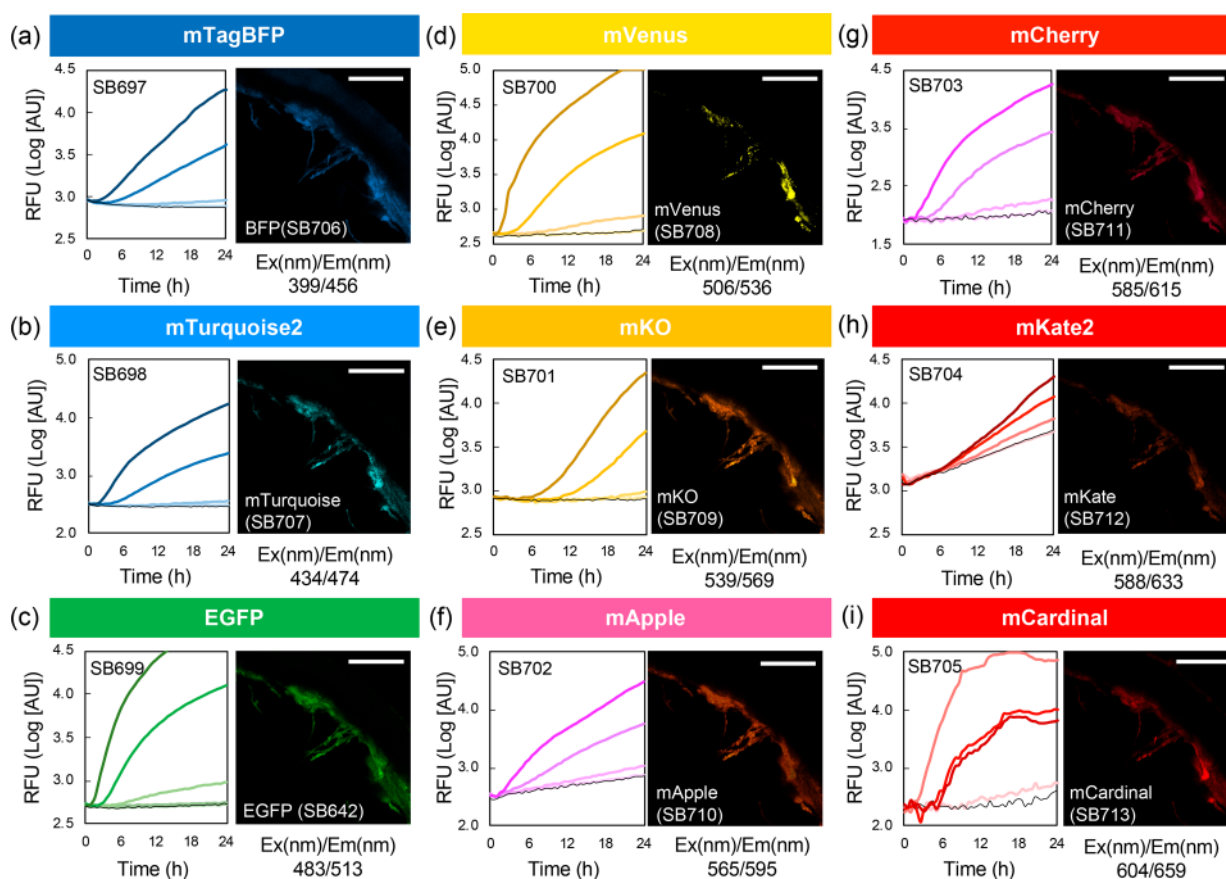 (a) mTagBFP
4.5
4.0
3.5
3.0
2.5
RFU (Log [AU])
SB697
0 6 12 18 24
Time (h)
BFP(SB706)
Ex(nm)/Em(nm)
399/456
(b) mTurquoise2
5.0
4.0
3.0
2.0
RFU (Log [AU])
SB698
0 6 12 18 24
Time (h)
mTurquoise
(SB707)
Ex(nm)/Em(nm)
434/474
(c) EGFP
4.5
4.0
3.5
3.0
2.5
RFU (Log [AU])
SB699
0 6 12 18 24
Time (h)
EGFP (SB642)
Ex(nm)/Em(nm)
483/513
(d) mVenus
5.0
4.5
4.0
3.5
3.0
2.5
RFU (Log [AU])
SB700
0 6 12 18 24
Time (h)
mVenus
(SB708)
Ex(nm)/Em(nm)
506/536
(e) mKO
4.5
4.0
3.5
3.0
2.5
RFU (Log [AU])
SB701
0 6 12 18 24
Time (h)
mKO
(SB709)
Ex(nm)/Em(nm)
539/569
(f) mApple
5.0
4.0
3.0
2.0
RFU (Log [AU])
SB702
0 6 12 18 24
Time (h)
mApple
(SB710)
Ex(nm)/Em(nm)
565/595
(g) mCherry
4.5
3.5
2.5
1.5
RFU (Log [AU])
SB703
0 6 12 18 24
Time (h)
mCherry
(SB711)
Ex(nm)/Em(nm)
585/615
(h) mKate2
4.5
4.0
3.5
3.0
2.5
RFU (Log [AU])
SB704
0 6 12 18 24
Time (h)
mKate
(SB712)
Ex(nm)/Em(nm)
588/633
(i) mCardinal
5.0
4.0
3.0
2.0
RFU (Log [AU])
SB705
0 6 12 18 24
Time (h)
mCardinal
(SB713)
Ex(nm)/Em(nm)
604/659